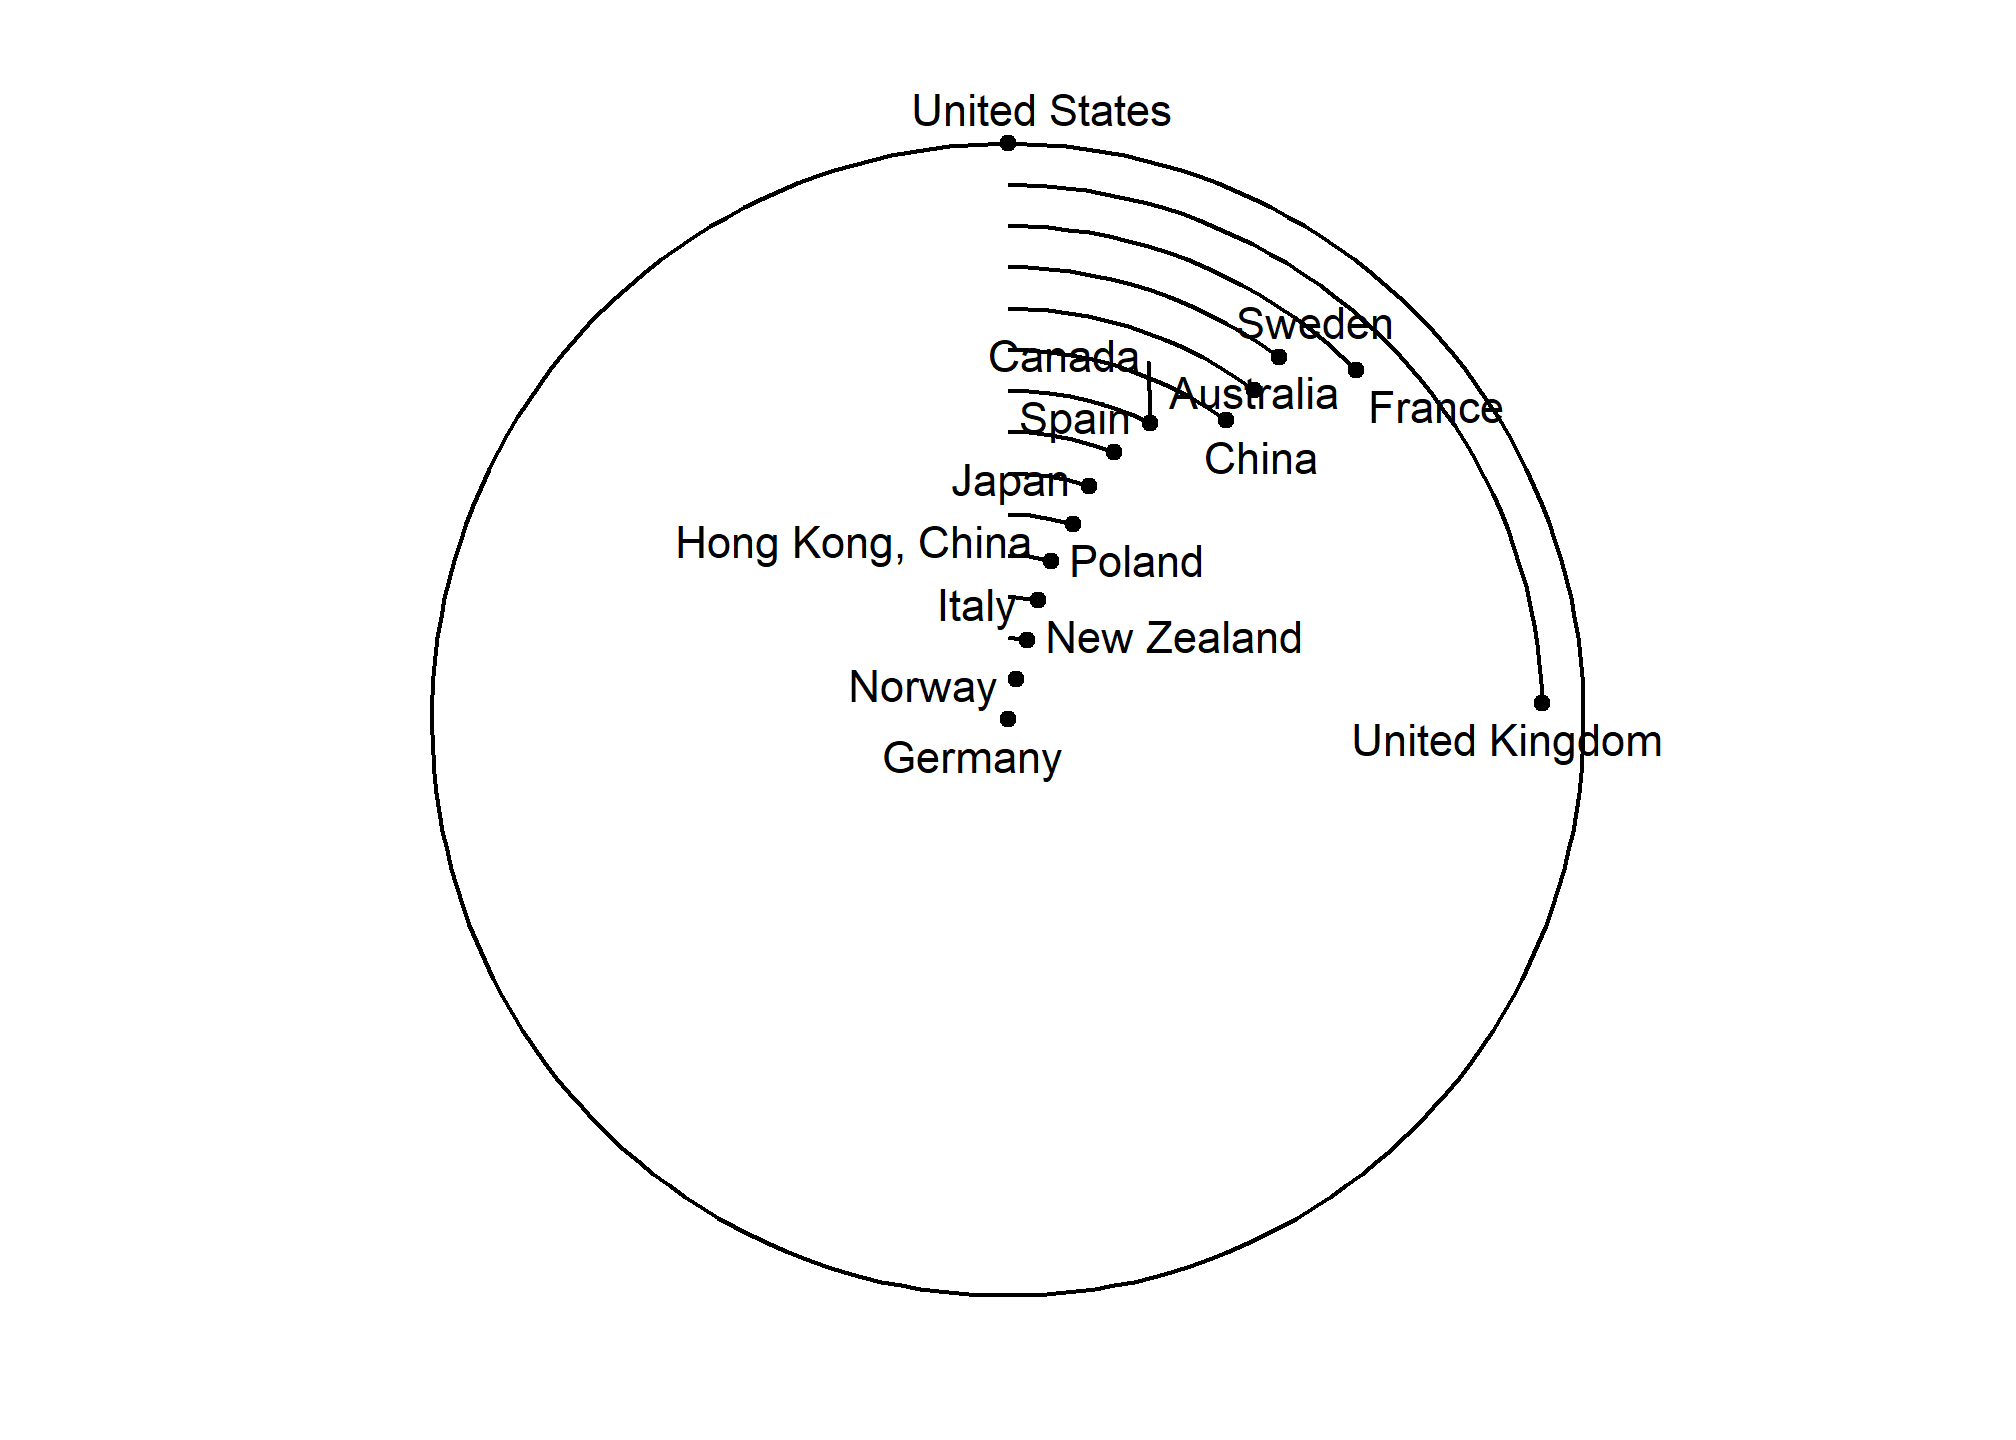 United States
Sweden
Canada
Australia
France
Spain
China
Japan
Hong Kong, China
Poland
Italy
New Zealand
Norway
United Kingdom
Germany